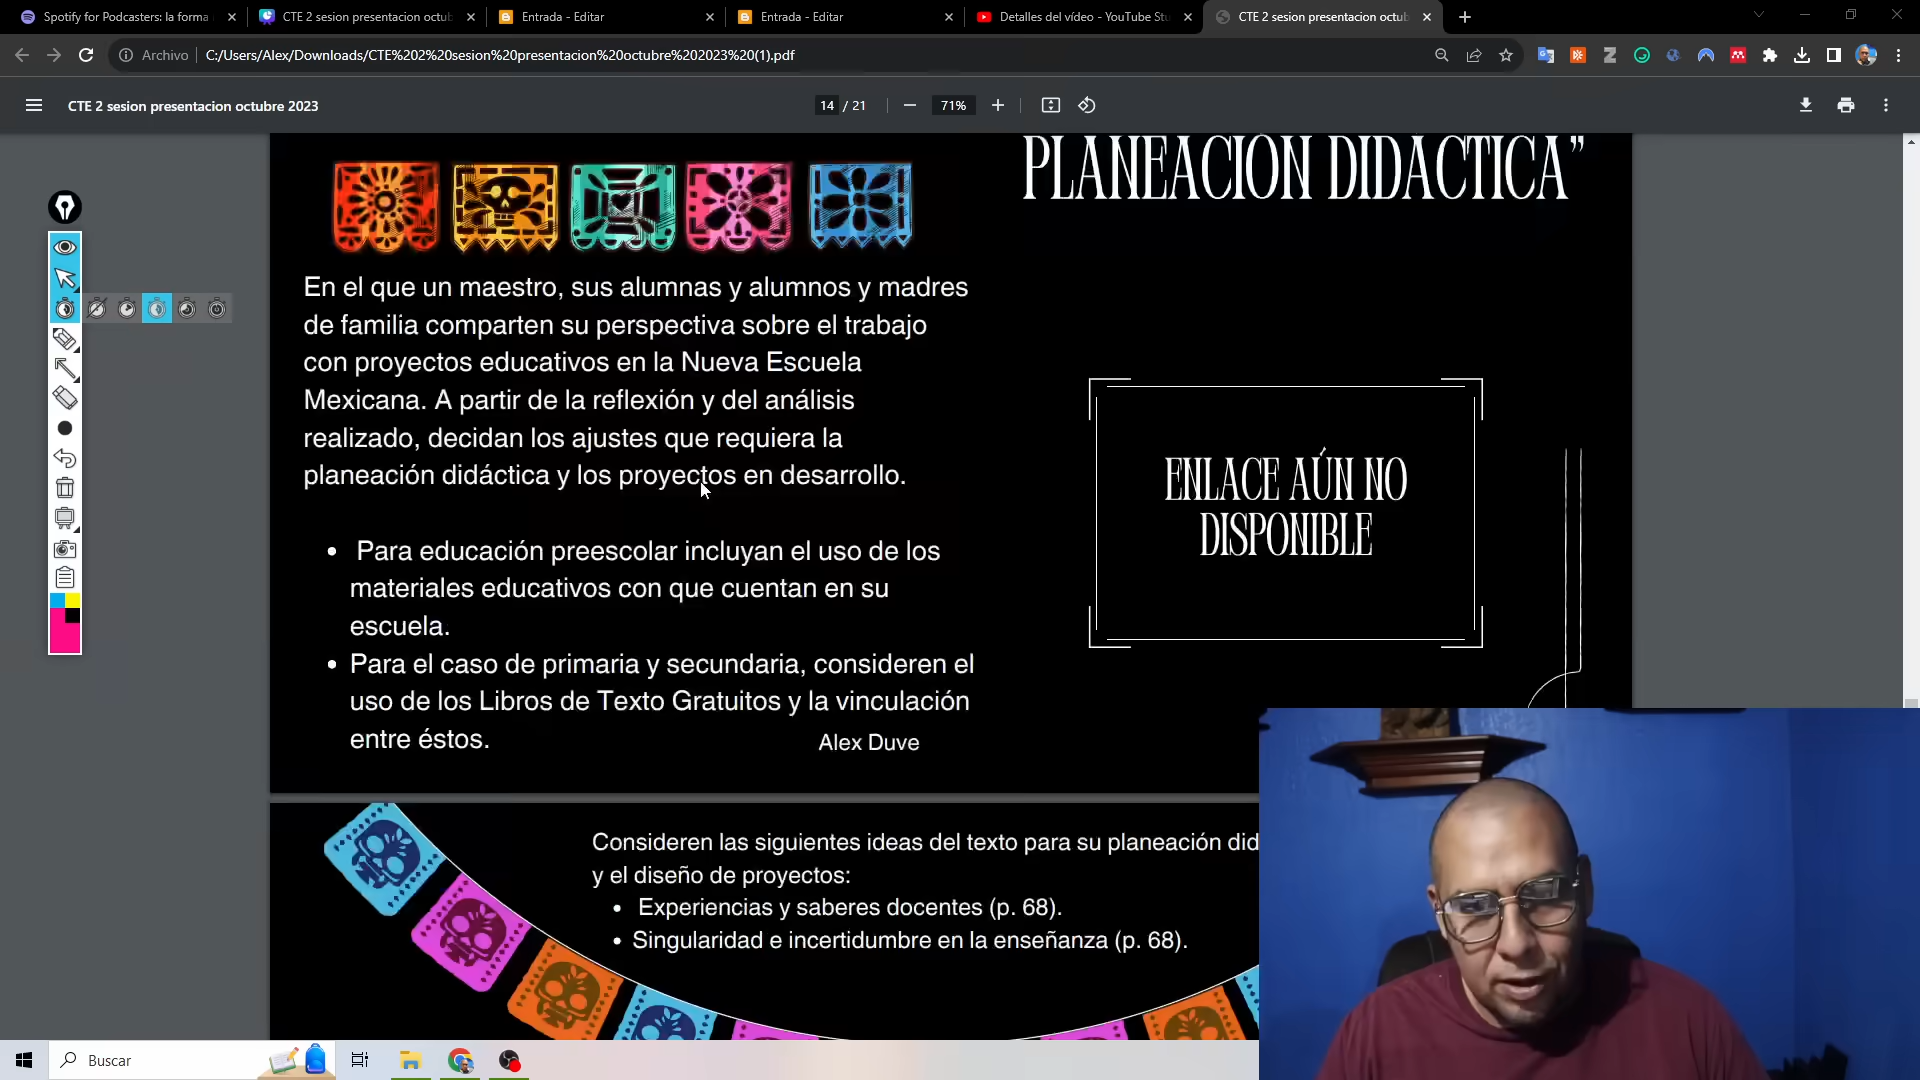 Spotify for Podcasters: la forma
CTE 2 sesion presentacion octub
Entrada - Editar
Entrada - Editar
Detalles del vídeo - YouTube Stu
CTE 2 sesion presentacion octub
Archivo
C:/Users/Alex/Downloads/CTE%202%20sesion%20presentacion%20octubre%202023%20(1).pdf
CTE 2 sesion presentacion octubre 2023
14 / 21
71%
PLANEACIÓN DIDÁCTICA”
En el que un maestro, sus alumnas y alumnos y madres
de familia comparten su perspectiva sobre el trabajo
con proyectos educativos en la Nueva Escuela
Mexicana. A partir de la reflexión y del análisis
realizado, decidan los ajustes que requiera la
planeación didáctica y los proyectos en desarrollo.
• Para educación preescolar incluyan el uso de los
materiales educativos con que cuentan en su
escuela.
• Para el caso de primaria y secundaria, consideren el
uso de los Libros de Texto Gratuitos y la vinculación
entre éstos.
Alex Duve
ENLACE AÚN NO
DISPONIBLE
Consideren las siguientes ideas del texto para su planeación did
y el diseño de proyectos:
• Experiencias y saberes docentes (p. 68).
• Singularidad e incertidumbre en la enseñanza (p. 68).
Buscar